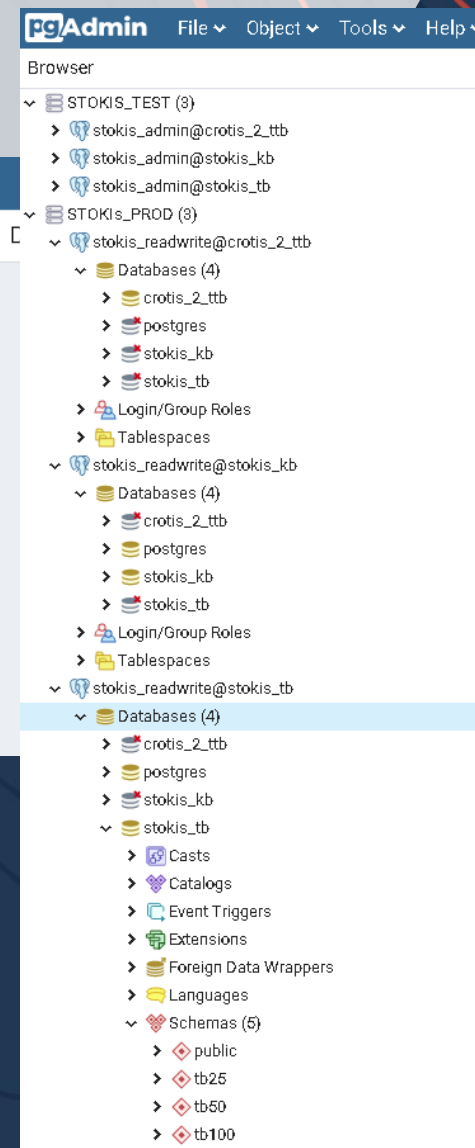 pgAdmin File Object Tools Help
Browser
STOKIS_TEST (3)
stokis_admin@crotis_2_ttb
stokis_admin@stokis_kb
stokis_admin@stokis_tb
STOKIs_PROD (3)
stokis_readwrite@crotis_2_ttb
Databases (4)
crotis_2_ttb
postgres
stokis_kb
stokis_tb
Login/Group Roles
Tablespaces
stokis_readwrite@stokis_kb
Databases (4)
crotis_2_ttb
postgres
stokis_kb
stokis_tb
Login/Group Roles
Tablespaces
stokis_readwrite@stokis_tb
Databases (4)
crotis_2_ttb
postgres
stokis_kb
stokis_tb
Casts
Catalogs
Event Triggers
Extensions
Foreign Data Wrappers
Languages
Schemas (5)
public
tb25
tb50
tb100